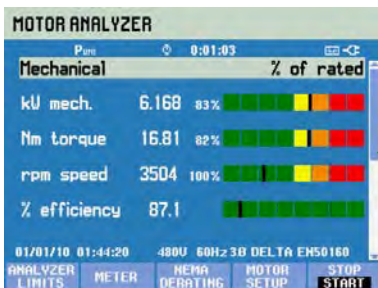 MOTOR ANALYZER
Puni 0:01:03
Mechanical % of rated
kW mech. 6.168 83%
Nm torque 16.81 82%
rpm speed 3504 100%
% efficiency 87.1
01/01/10 01:44:20 480V 60Hz 3Ø DELTA EN50160
ANALYZER LIMITS METER NEMA DERATING MOTOR SETUP STOP START